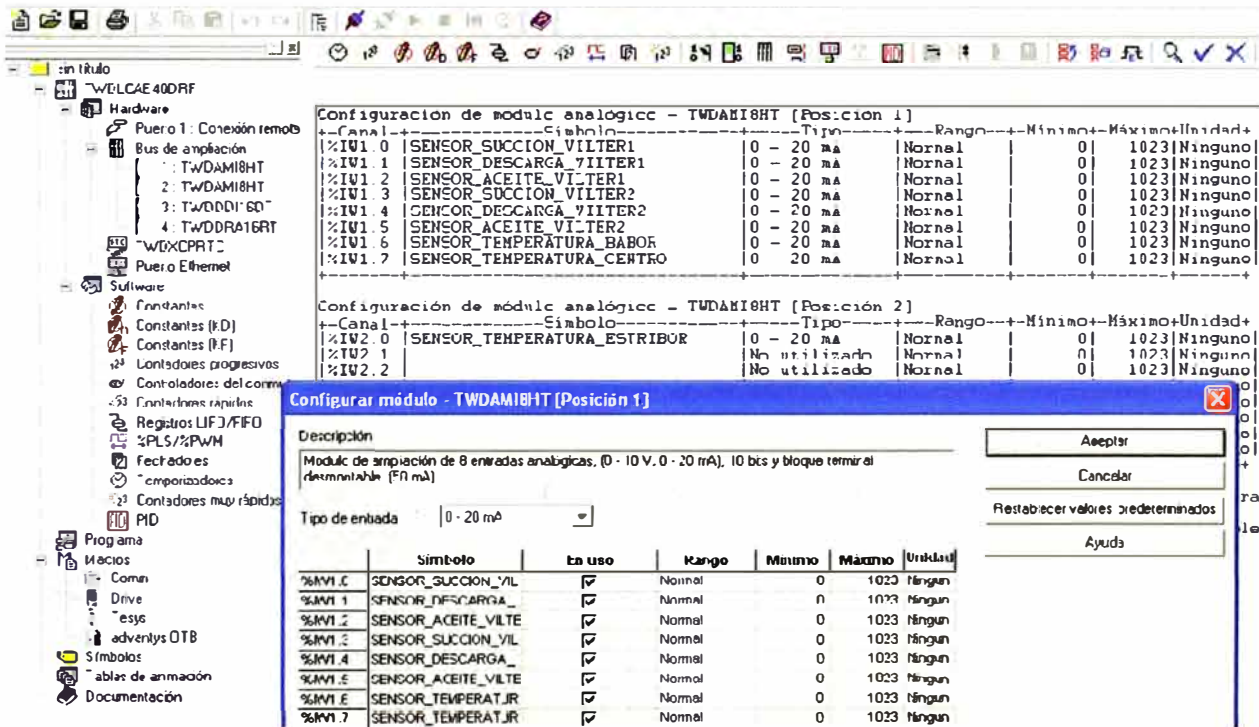 sin título
TWDLCAE40DRF
Hardware
Puerto 1 : Conexión remota
Bus de ampliación
1 : TWDAMI8HT
2 : TWDAMI8HT
3 : TWDDDI16DT
4 : TWDDRA16RT
TWDXCPRTC
Puerto Ethernet
Software
Constantes
Constantes (KD)
Constantes (KF)
Contadores progresivos
Controladores del conmu
Contadores rápidos
Registros LIFO/FIFO
%PLS/%PWM
Fechadores
Temporizadores
Contadores muy rápidos
PID
Programa
Macros
Comm
Drive
Tesys
adventys OTB
Símbolos
Tablas de animación
Documentación
Configuración de módulo analógico - TWDAMI8HT [Posición 1]
Canal Símbolo Tipo Rango Mínimo Máximo Unidad
%IW1.0 SENSOR_SUCCION_VILTER1 0 - 20 mA Normal 0 1023 Ninguno
%IW1.1 SENSOR_DESCARGA_VILTER1 0 - 20 mA Normal 0 1023 Ninguno
%IW1.2 SENSOR_ACEITE_VILTER1 0 - 20 mA Normal 0 1023 Ninguno
%IW1.3 SENSOR_SUCCION_VILTER2 0 - 20 mA Normal 0 1023 Ninguno
%IW1.4 SENSOR_DESCARGA_VILTER2 0 - 20 mA Normal 0 1023 Ninguno
%IW1.5 SENSOR_ACEITE_VILTER2 0 - 20 mA Normal 0 1023 Ninguno
%IW1.6 SENSOR_TEMPERATURA_BABOR 0 - 20 mA Normal 0 1023 Ninguno
%IW1.7 SENSOR_TEMPERATURA_CENTRO 0 20 mA Normal 0 1023 Ninguno
Configuración de módulo analógico - TWDAMI8HT [Posición 2]
Canal Símbolo Tipo Rango Mínimo Máximo Unidad
%IW2.0 SENSOR_TEMPERATURA_ESTRIBOR 0 - 20 mA Normal 0 1023 Ninguno
%IW2.1 No utilizado Normal 0 1023 Ninguno
%IW2.2 No utilizado Normal 0 1023 Ninguno
Configurar módulo - TWDAMI8HT [Posición 1]
Descripción
Módulo de ampliación de 8 entradas analógicas, (0 - 10 V, 0 - 20 mA), 10 bits y bloque terminal
desmontable. (50 mA)
Tipo de entrada 0 - 20 mA
Aceptar
Cancelar
Restablecer valores predeterminados
Ayuda
Símbolo En uso Rango Mínimo Máximo Unidad
%IW1.0 SENSOR_SUCCION_VIL Normal 0 1023 Ningun
%IW1.1 SENSOR_DESCARGA_ Normal 0 1023 Ningun
%IW1.2 SENSOR_ACEITE_VILTE Normal 0 1023 Ningun
%IW1.3 SENSOR_SUCCION_VIL Normal 0 1023 Ningun
%IW1.4 SENSOR_DESCARGA_ Normal 0 1023 Ningun
%IW1.5 SENSOR_ACEITE_VILTE Normal 0 1023 Ningun
%IW1.6 SENSOR_TEMPERATUR Normal 0 1023 Ningun
%IW1.7 SENSOR_TEMPERATUR Normal 0 1023 Ningun